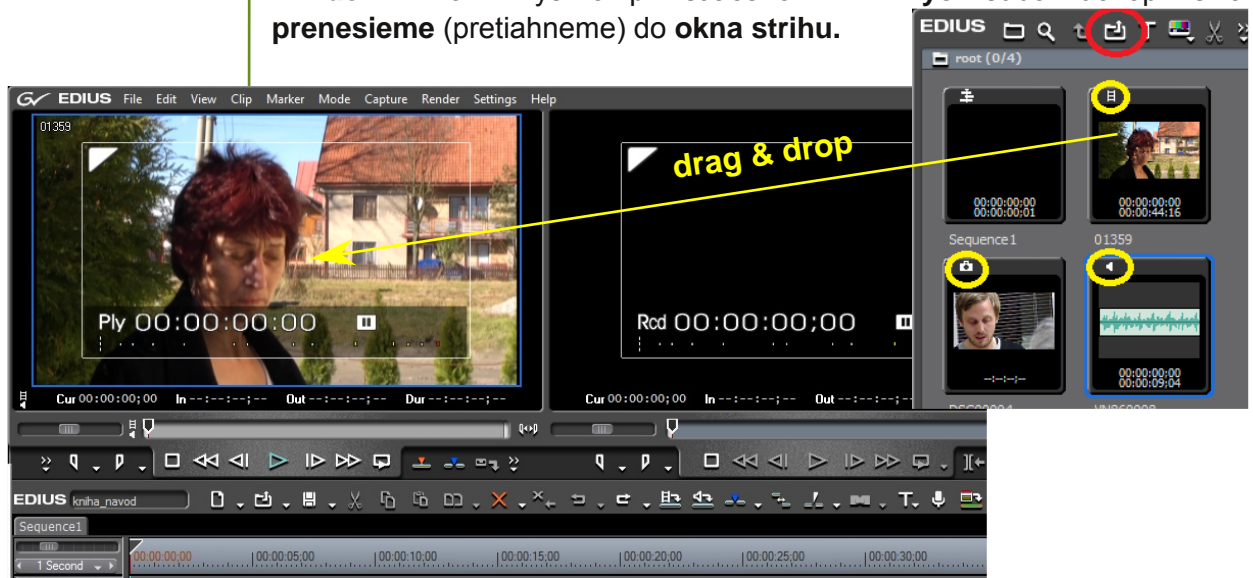 prenesieme (pretiahneme) do okna strihu.
EDIUS
root (0/4)
EDIUS File Edit View Clip Marker Mode Capture Render Settings Help
01359
drag & drop
00:00:00;00
00:00:00;01
00:00:00;00
00:00:44:16
Sequence1
01359
Ply 00:00:00:00
Rcd 00:00:00;00
--:--:--;--
00:00:00;00
00:00:09;04
Cur 00:00:00;00 In --:--:--;-- Out --:--:--;-- Dur --:--:--;--
Cur 00:00:00;00 In --:--:--;-- Out --:--:--;--
EDIUS kniha_navod
Sequence1
1 Second
00:00:00;00 00:00:05;00 00:00:10;00 00:00:15;00 00:00:20;00 00:00:25;00 00:00:30;00